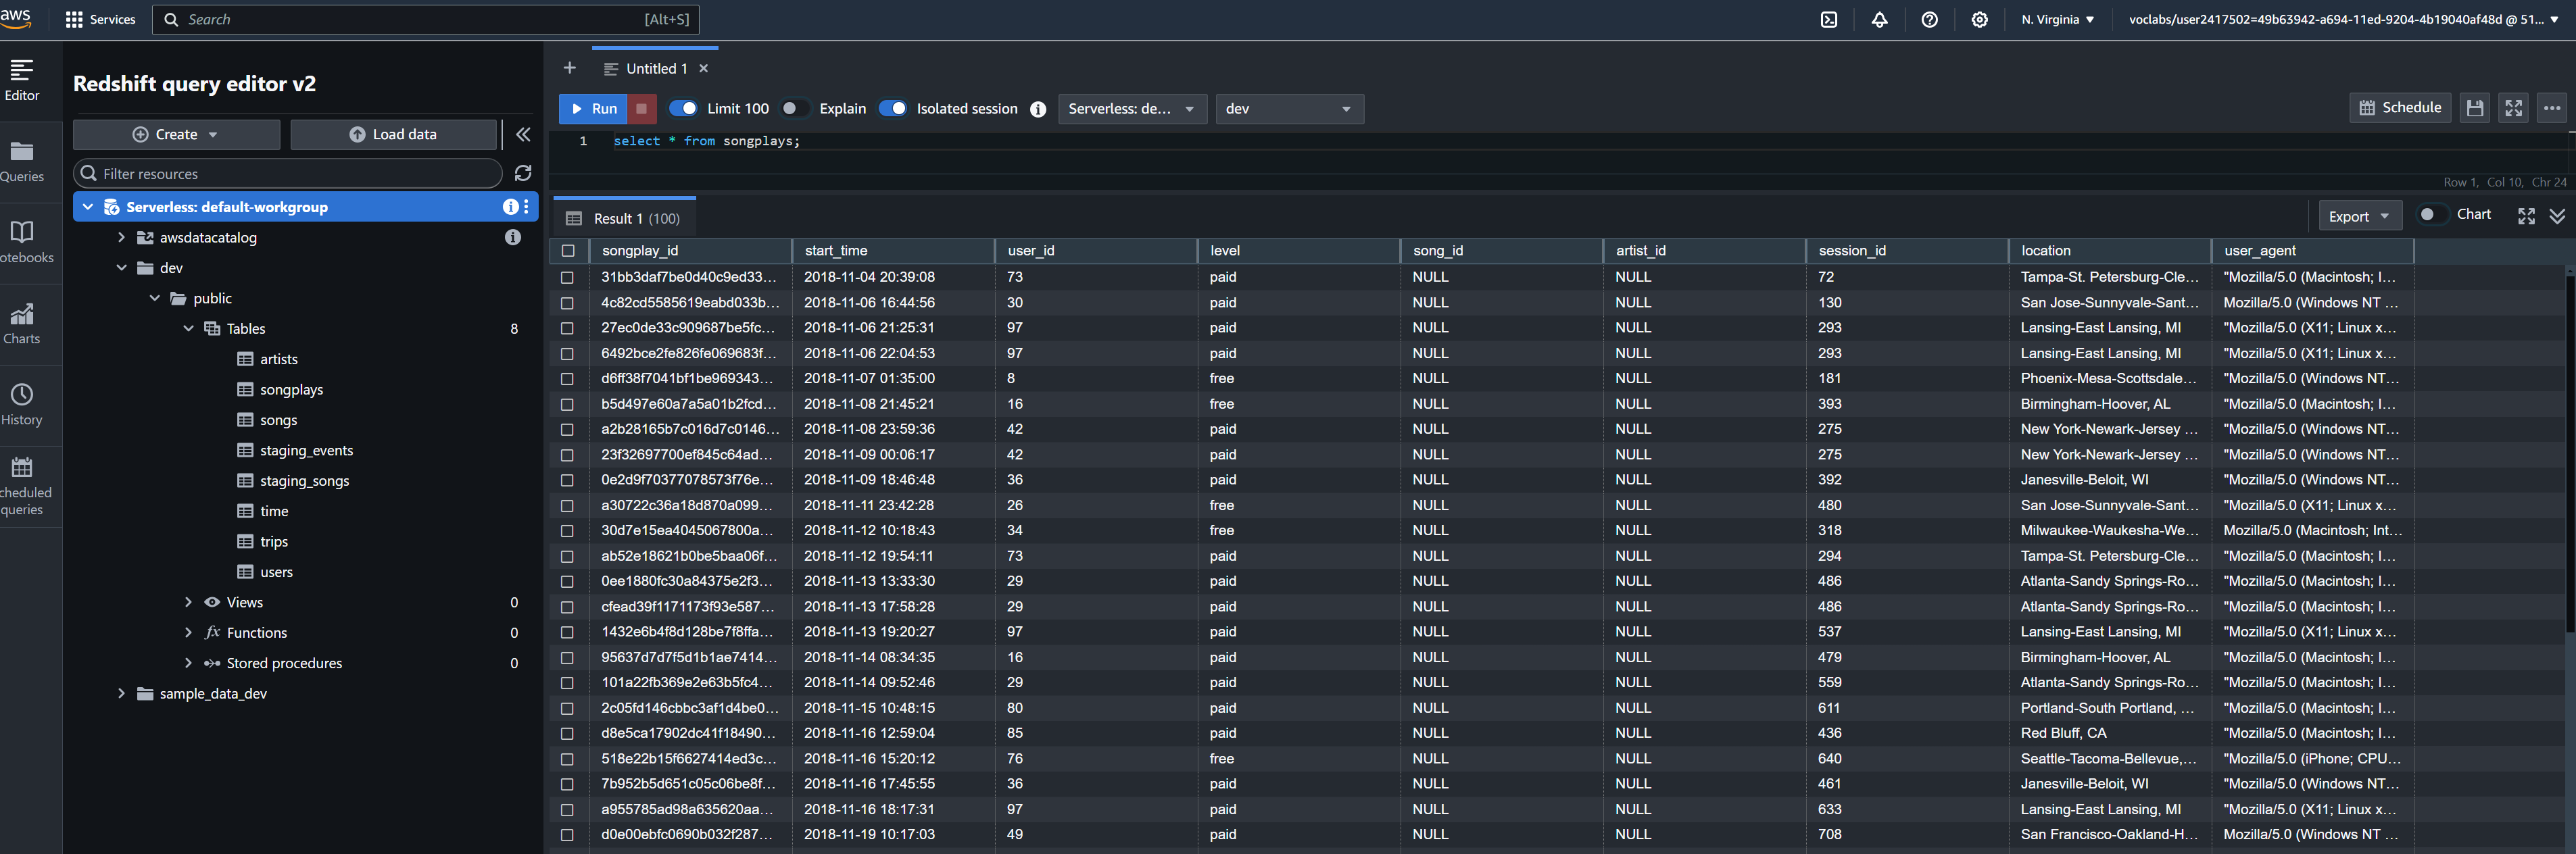 aws Services Search [Alt+S] N. Virginia ▼ voclabs/user2417502=49b63942-a694-11ed-9204-4b19040af48d @ 51... ▼
Editor
Queries
otebooks
Charts
History
cheduled
queries
Redshift query editor v2
Create Load data
Filter resources
Serverless: default-workgroup
awsdatacatalog
dev
public
Tables 8
artists
songplays
songs
staging_events
staging_songs
time
trips
users
Views 0
fx Functions 0
Stored procedures 0
sample_data_dev
+ Untitled 1 ×
Run Limit 100 Explain Isolated session Serverless: de... dev Schedule
1 select * from songplays;
Row 1, Col 10, Chr 24
Result 1 (100) Export Chart
songplay_id start_time user_id level song_id artist_id session_id location user_agent
31bb3daf7be0d40c9ed33... 2018-11-04 20:39:08 73 paid NULL NULL 72 Tampa-St. Petersburg-Cle... "Mozilla/5.0 (Macintosh; I...
4c82cd5585619eabd033b... 2018-11-06 16:44:56 30 paid NULL NULL 130 San Jose-Sunnyvale-Sant... Mozilla/5.0 (Windows NT ...
27ec0de33c909687be5fc... 2018-11-06 21:25:31 97 paid NULL NULL 293 Lansing-East Lansing, MI "Mozilla/5.0 (X11; Linux x...
6492bce2fe826fe069683f... 2018-11-06 22:04:53 97 paid NULL NULL 293 Lansing-East Lansing, MI "Mozilla/5.0 (X11; Linux x...
d6ff38f7041bf1be969343... 2018-11-07 01:35:00 8 free NULL NULL 181 Phoenix-Mesa-Scottsdale... "Mozilla/5.0 (Windows NT...
b5d497e60a7a5a01b2fcd... 2018-11-08 21:45:21 16 free NULL NULL 393 Birmingham-Hoover, AL "Mozilla/5.0 (Macintosh; I...
a2b28165b7c016d7c0146... 2018-11-08 23:59:36 42 paid NULL NULL 275 New York-Newark-Jersey ... "Mozilla/5.0 (Windows NT...
23f32697700ef845c64ad... 2018-11-09 00:06:17 42 paid NULL NULL 275 New York-Newark-Jersey ... "Mozilla/5.0 (Windows NT...
0e2d9f70377078573f76e... 2018-11-09 18:46:48 36 paid NULL NULL 392 Janesville-Beloit, WI "Mozilla/5.0 (Windows NT...
a30722c36a18d870a099... 2018-11-11 23:42:28 26 free NULL NULL 480 San Jose-Sunnyvale-Sant... "Mozilla/5.0 (X11; Linux x...
30d7e15ea4045067800a... 2018-11-12 10:18:43 34 free NULL NULL 318 Milwaukee-Waukesha-We... Mozilla/5.0 (Macintosh; Int...
ab52e18621b0be5baa06f... 2018-11-12 19:54:11 73 paid NULL NULL 294 Tampa-St. Petersburg-Cle... "Mozilla/5.0 (Macintosh; I...
0ee1880fc30a84375e2f3... 2018-11-13 13:33:30 29 paid NULL NULL 486 Atlanta-Sandy Springs-Ro... "Mozilla/5.0 (Macintosh; I...
cfead39f1171173f93e587... 2018-11-13 17:58:28 29 paid NULL NULL 486 Atlanta-Sandy Springs-Ro... "Mozilla/5.0 (Macintosh; I...
1432e6b4f8d128be7f8ffa... 2018-11-13 19:20:27 97 paid NULL NULL 537 Lansing-East Lansing, MI "Mozilla/5.0 (X11; Linux x...
95637d7d7f5d1b1ae7414... 2018-11-14 08:34:35 16 paid NULL NULL 479 Birmingham-Hoover, AL "Mozilla/5.0 (Macintosh; I...
101a22fb369e2e63b5fc4... 2018-11-14 09:52:46 29 paid NULL NULL 559 Atlanta-Sandy Springs-Ro... "Mozilla/5.0 (Macintosh; I...
2c05fd146cbbc3af1d4be0... 2018-11-15 10:48:15 80 paid NULL NULL 611 Portland-South Portland, ... "Mozilla/5.0 (Macintosh; I...
d8e5ca17902dc41f18490... 2018-11-16 12:59:04 85 paid NULL NULL 436 Red Bluff, CA "Mozilla/5.0 (Macintosh; I...
518e22b15f6627414ed3c... 2018-11-16 15:20:12 76 free NULL NULL 640 Seattle-Tacoma-Bellevue,... "Mozilla/5.0 (iPhone; CPU...
7b952b5d651c05c06be8f... 2018-11-16 17:45:55 36 paid NULL NULL 461 Janesville-Beloit, WI "Mozilla/5.0 (Windows NT...
a955785ad98a635620aa... 2018-11-16 18:17:31 97 paid NULL NULL 633 Lansing-East Lansing, MI "Mozilla/5.0 (X11; Linux x...
d0e00ebfc0690b032f287... 2018-11-19 10:17:03 49 paid NULL NULL 708 San Francisco-Oakland-H... Mozilla/5.0 (Windows NT ...